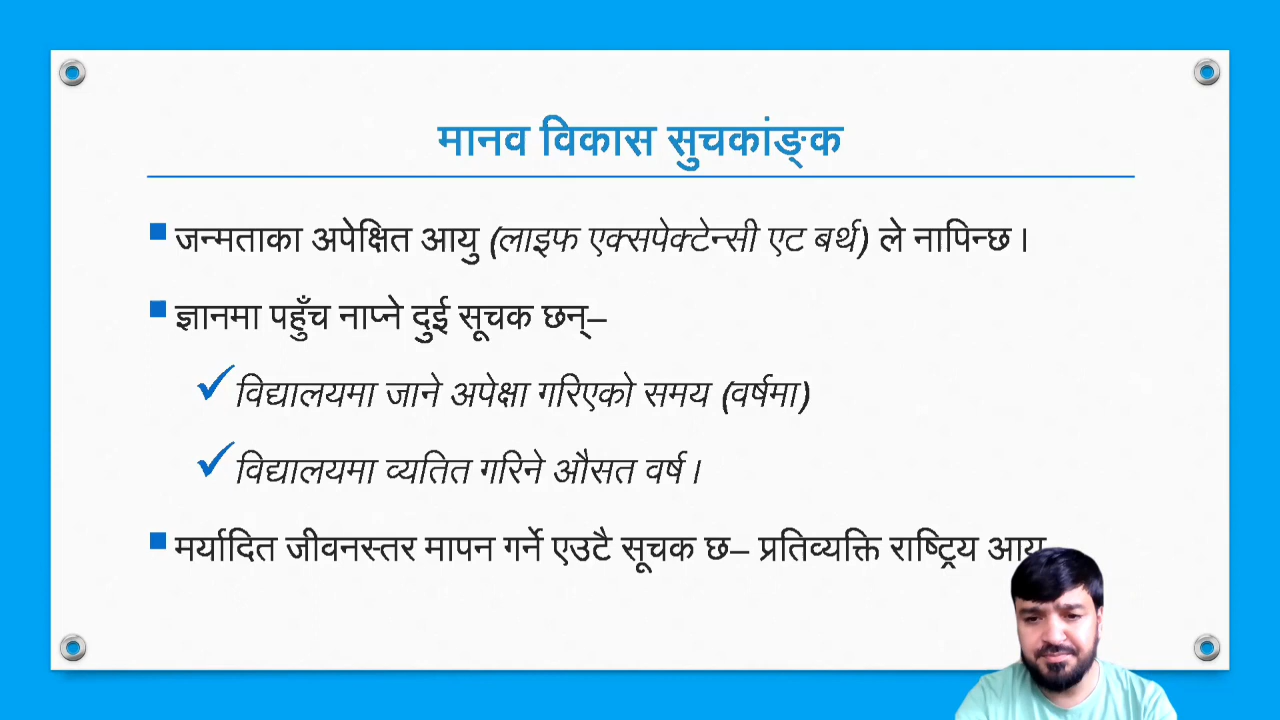 मानव विकास सुचकांङ्क
जन्मताका अपेक्षित आयु (लाइफ एक्सपेक्टेन्सी एट बर्थ) ले नापिन्छ ।
ज्ञानमा पहुँच नाप्ने दुई सूचक छन्–
विद्यालयमा जाने अपेक्षा गरिएको समय (वर्षमा)
विद्यालयमा व्यतित गरिने औसत वर्ष ।
मर्यादित जीवनस्तर मापन गर्ने एउटै सूचक छ– प्रतिव्यक्ति राष्ट्रिय आय